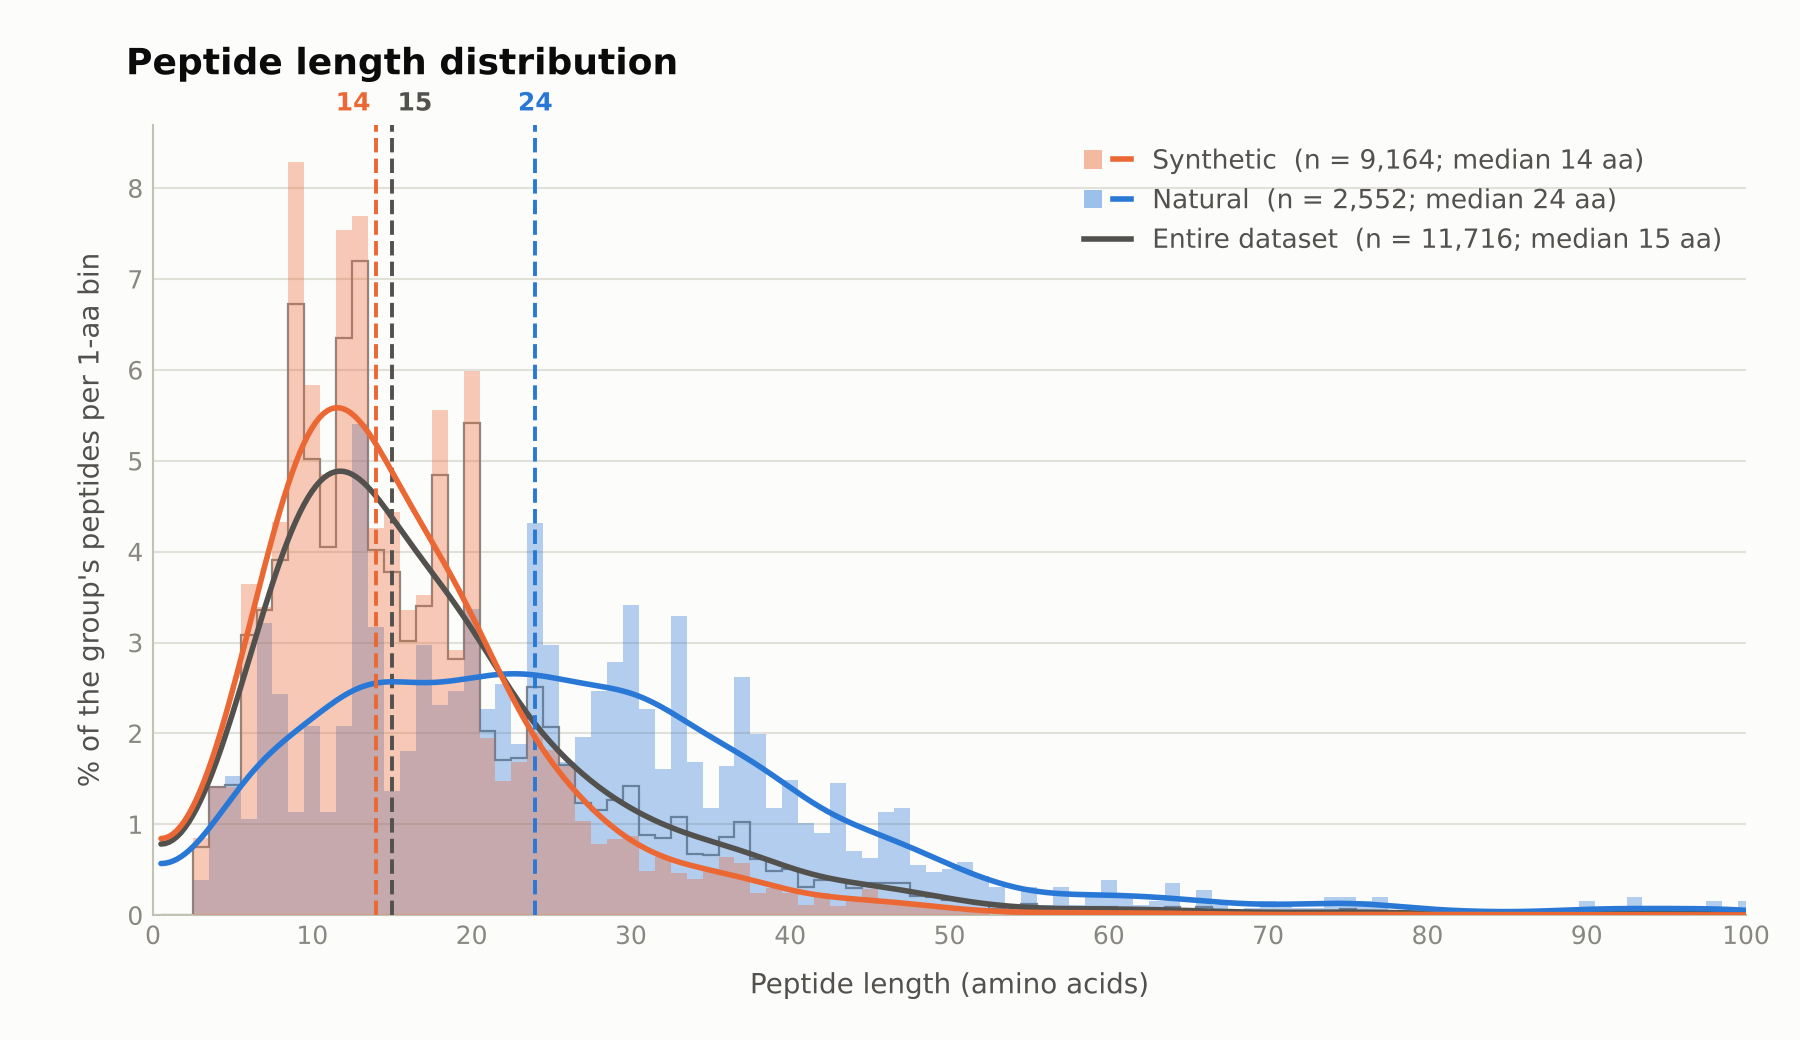 Peptide length distribution
14 15 24
Synthetic (n = 9,164; median 14 aa)
Natural (n = 2,552; median 24 aa)
Entire dataset (n = 11,716; median 15 aa)
% of the group's peptides per 1-aa bin
8
7
6
5
4
3
2
1
0
0 10 20 30 40 50 60 70 80 90 100
Peptide length (amino acids)